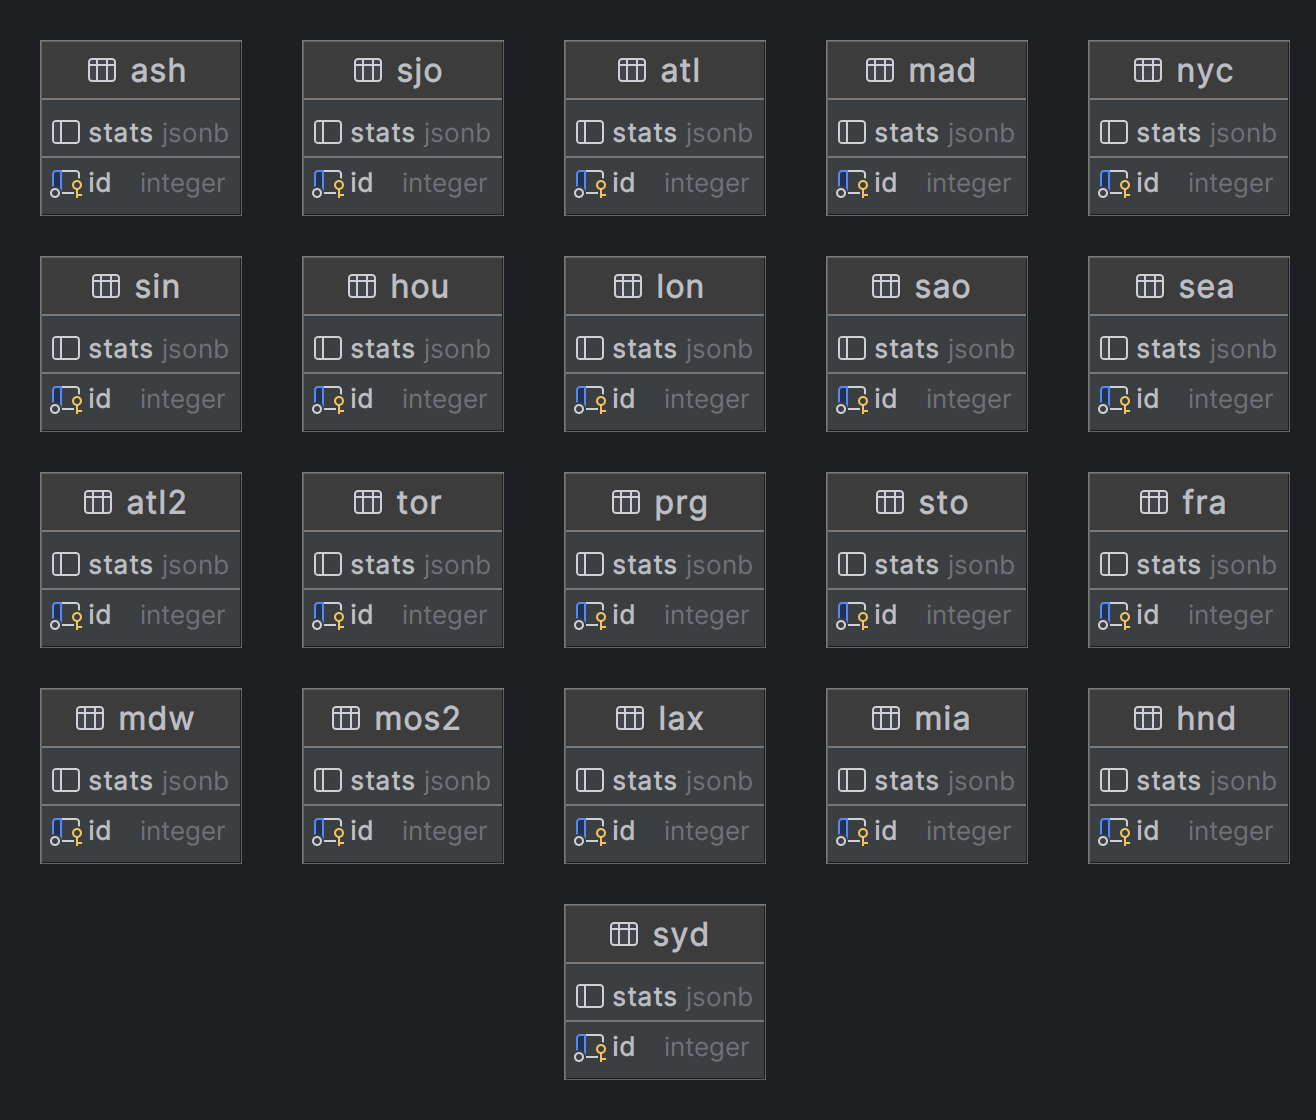 ash sjo atl mad nyc
stats jsonb stats jsonb stats jsonb stats jsonb stats jsonb
id integer id integer id integer id integer id integer
sin hou lon sao sea
stats jsonb stats jsonb stats jsonb stats jsonb stats jsonb
id integer id integer id integer id integer id integer
atl2 tor prg sto fra
stats jsonb stats jsonb stats jsonb stats jsonb stats jsonb
id integer id integer id integer id integer id integer
mdw mos2 lax mia hnd
stats jsonb stats jsonb stats jsonb stats jsonb stats jsonb
id integer id integer id integer id integer id integer
syd
stats jsonb
id integer